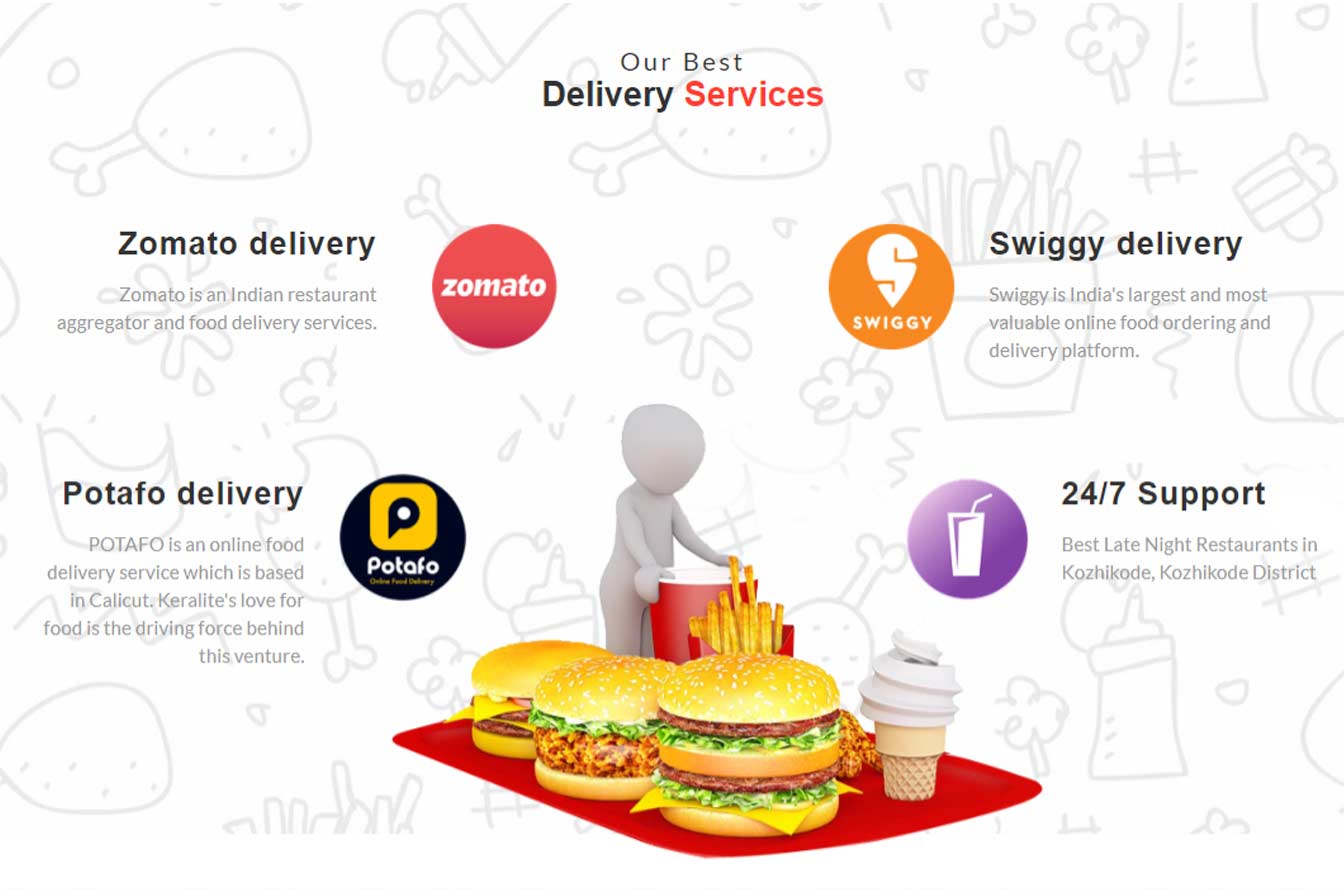 Our Best
Delivery Services
Zomato delivery
Zomato is an Indian restaurant
aggregator and food delivery services.
zomato
SWIGGY
Swiggy delivery
Swiggy is India's largest and most
valuable online food ordering and
delivery platform.
Potafo delivery
POTAFO is an online food
delivery service which is based
in Calicut. Keralite's love for
food is the driving force behind
this venture.
Potafo
Online Food Delivery
24/7 Support
Best Late Night Restaurants in
Kozhikode, Kozhikode District